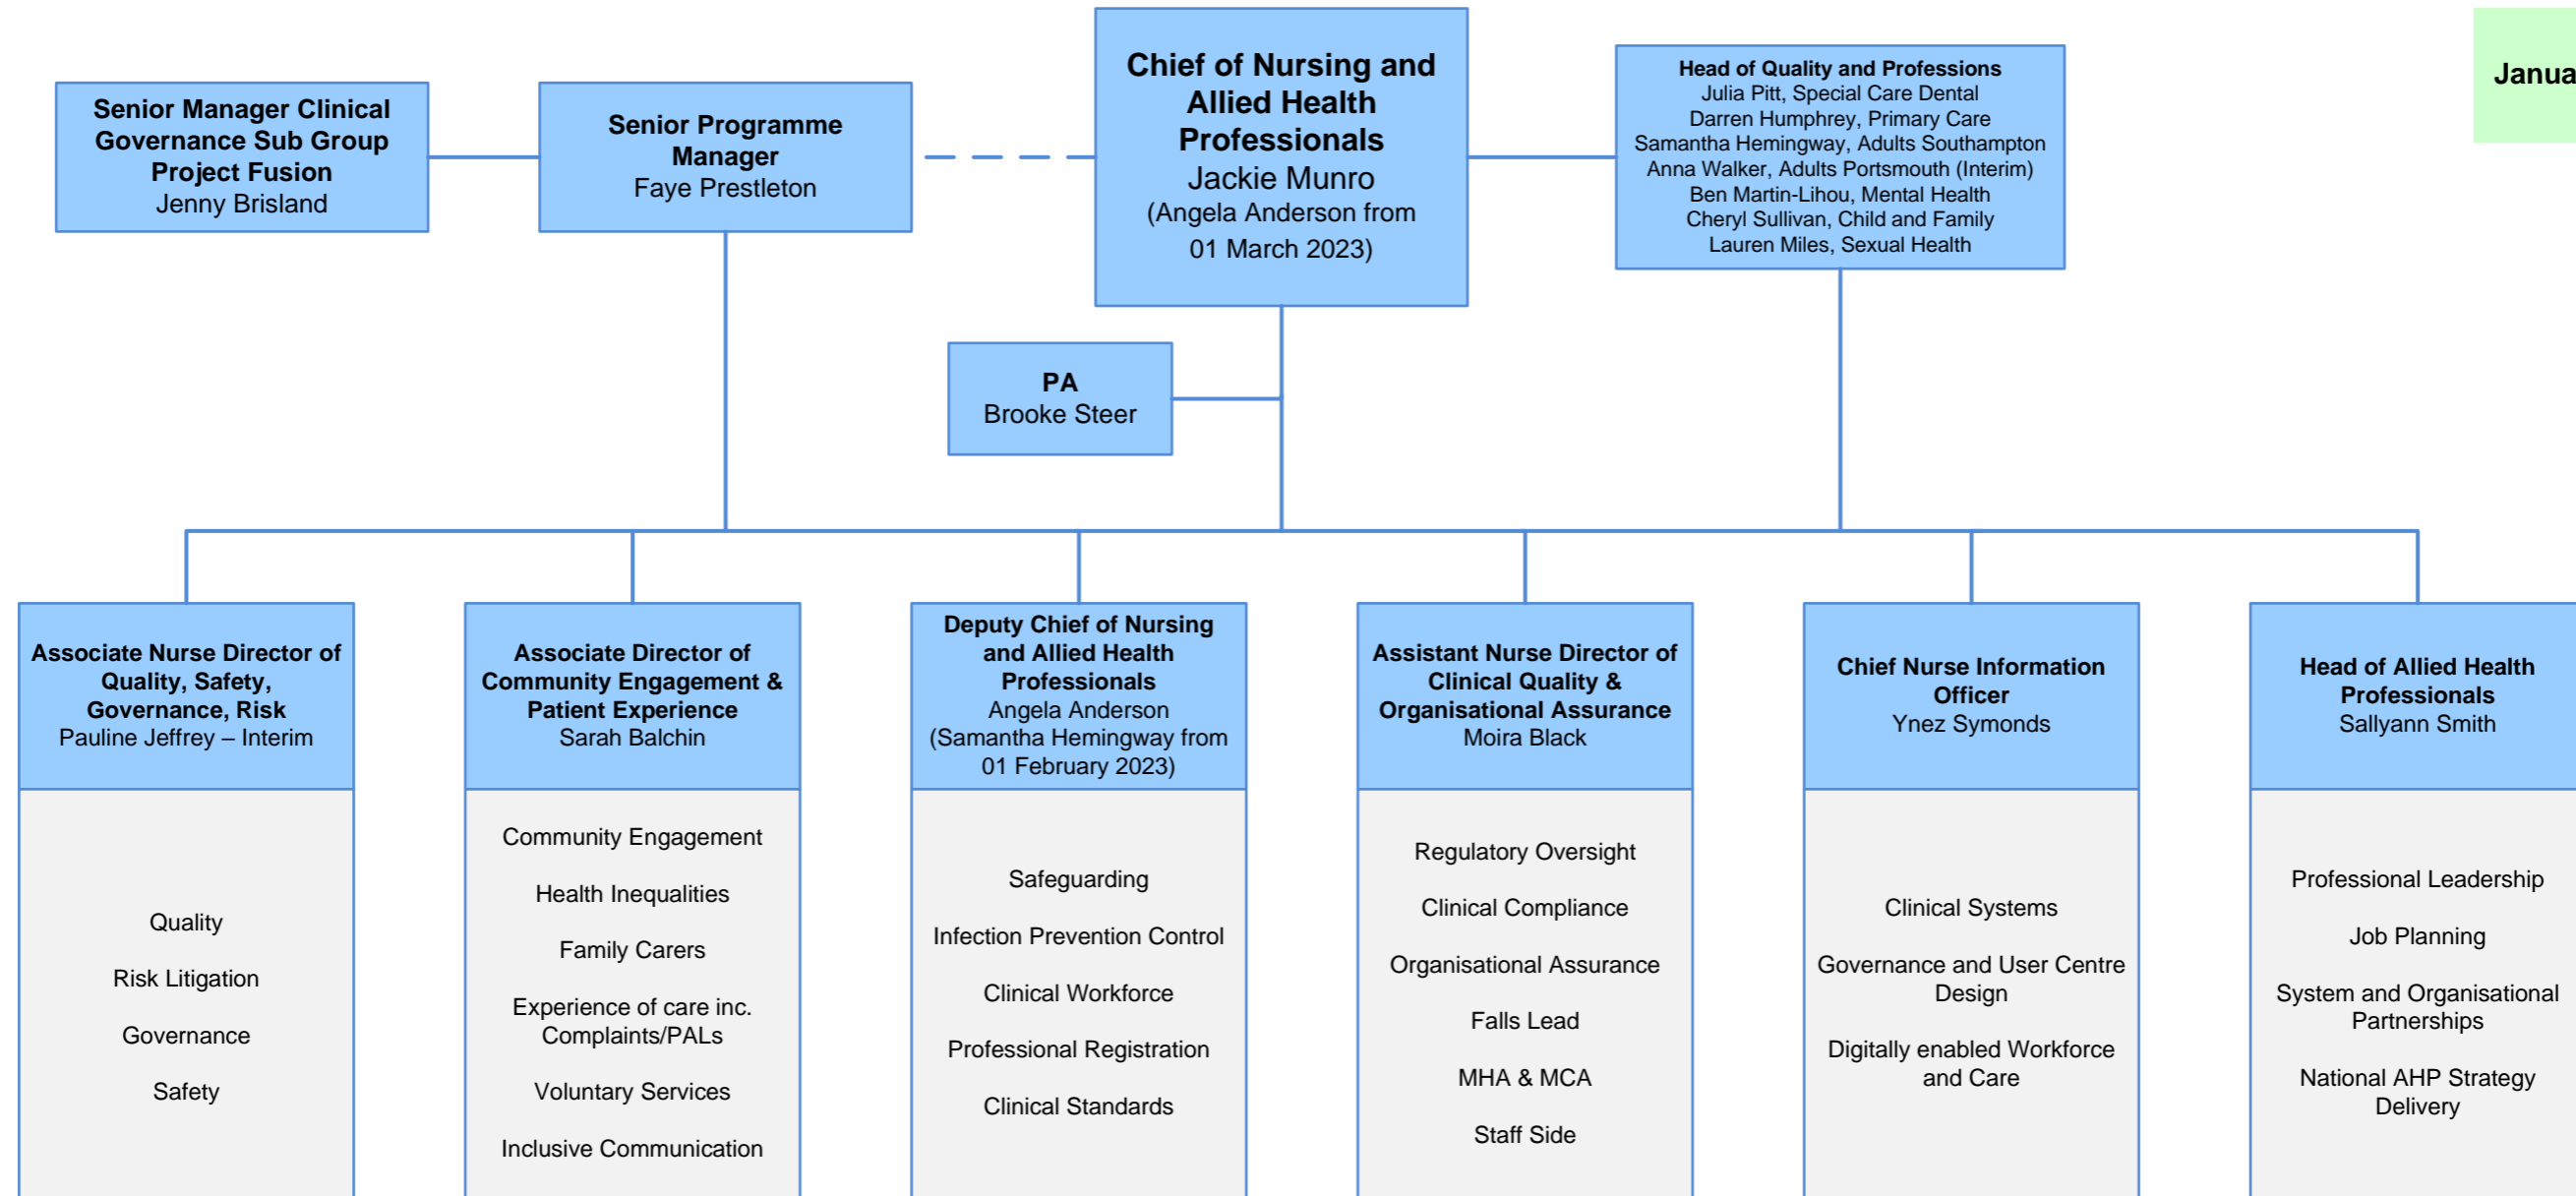 Senior Manager Clinical
Governance Sub Group
Project Fusion
Jenny Brisland
Senior Programme
Manager
Faye Prestleton
Chief of Nursing and
Allied Health
Professionals
Jackie Munro
(Angela Anderson from
01 March 2023)
Head of Quality and Professions
Julia Pitt, Special Care Dental
Darren Humphrey, Primary Care
Samantha Hemingway, Adults Southampton
Anna Walker, Adults Portsmouth (Interim)
Ben Martin-Lihou, Mental Health
Cheryl Sullivan, Child and Family
Lauren Miles, Sexual Health
PA
Brooke Steer
Associate Nurse Director of
Quality, Safety,
Governance, Risk
Pauline Jeffrey – Interim
Quality
Risk Litigation
Governance
Safety
Associate Director of
Community Engagement &
Patient Experience
Sarah Balchin
Community Engagement
Health Inequalities
Family Carers
Experience of care inc.
Complaints/PALs
Voluntary Services
Inclusive Communication
Deputy Chief of Nursing
and Allied Health
Professionals
Angela Anderson
(Samantha Hemingway from
01 February 2023)
Safeguarding
Infection Prevention Control
Clinical Workforce
Professional Registration
Clinical Standards
Assistant Nurse Director of
Clinical Quality &
Organisational Assurance
Moira Black
Regulatory Oversight
Clinical Compliance
Organisational Assurance
Falls Lead
MHA & MCA
Staff Side
Chief Nurse Information
Officer
Ynez Symonds
Clinical Systems
Governance and User Centre
Design
Digitally enabled Workforce
and Care
Head of Allied Health
Professionals
Sallyann Smith
Professional Leadership
Job Planning
System and Organisational
Partnerships
National AHP Strategy
Delivery